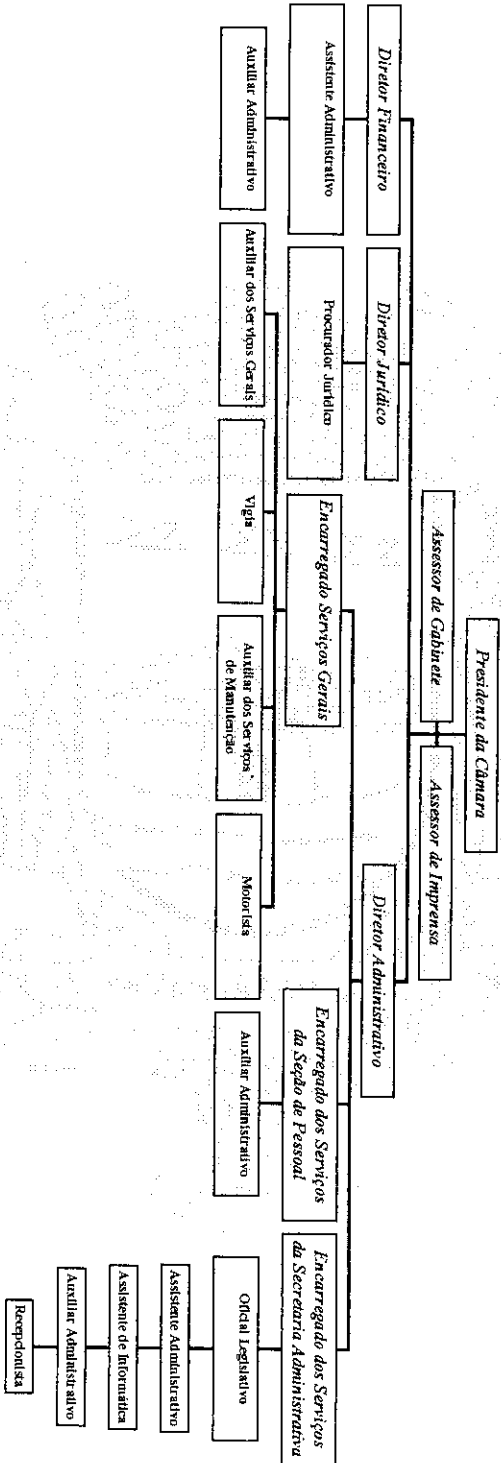 Presidente da Câmara
Assessor de Gabinete
Assessor de Imprensa
Diretor Financeiro
Diretor Jurídico
Diretor Administrativo
Assistente Administrativo
Procurador Jurídico
Encarregado Serviços Gerais
Encarregado dos Serviços
da Seção de Pessoal
Encarregado dos Serviços
da Secretaria Administrativa
Auxiliar Administrativo
Auxiliar dos Serviços Gerais
Vigia
Auxiliar dos Serviços
de Manutenção
Motorista
Auxiliar Administrativo
Oficial Legislativo
Assistente Administrativo
Assistente de Informática
Auxiliar Administrativo
Recepcionista